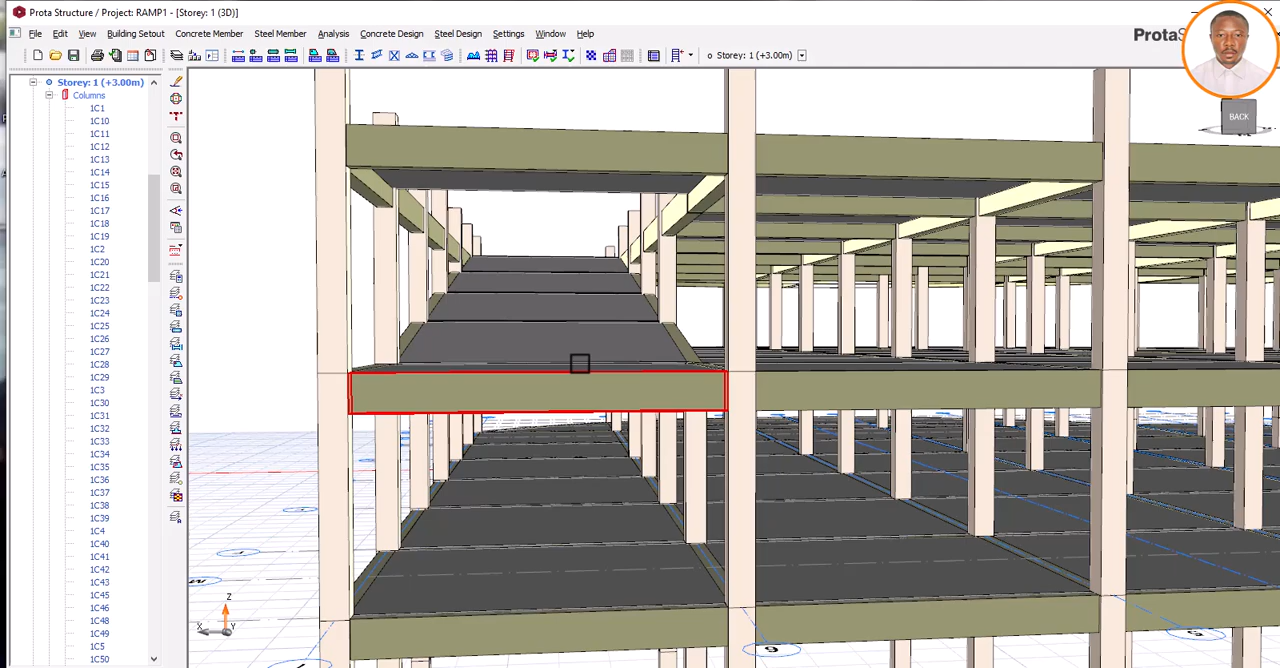 Prota Structure / Project: RAMP1 - [Storey: 1 (3D)]
File Edit View Building Setout Concrete Member Steel Member Analysis Concrete Design Steel Design Settings Window Help
Storey: 1 (+3.00m)
BACK
Storey: 1 (+3.00m)
Columns
1C1
1C10
1C11
1C12
1C13
1C14
1C15
1C16
1C17
1C18
1C19
1C2
1C20
1C21
1C22
1C23
1C24
1C25
1C26
1C27
1C28
1C29
1C3
1C30
1C31
1C32
1C33
1C34
1C35
1C36
1C37
1C38
1C39
1C4
1C40
1C41
1C42
1C43
1C45
1C46
1C48
1C49
1C5
1C50
Z
X
Y